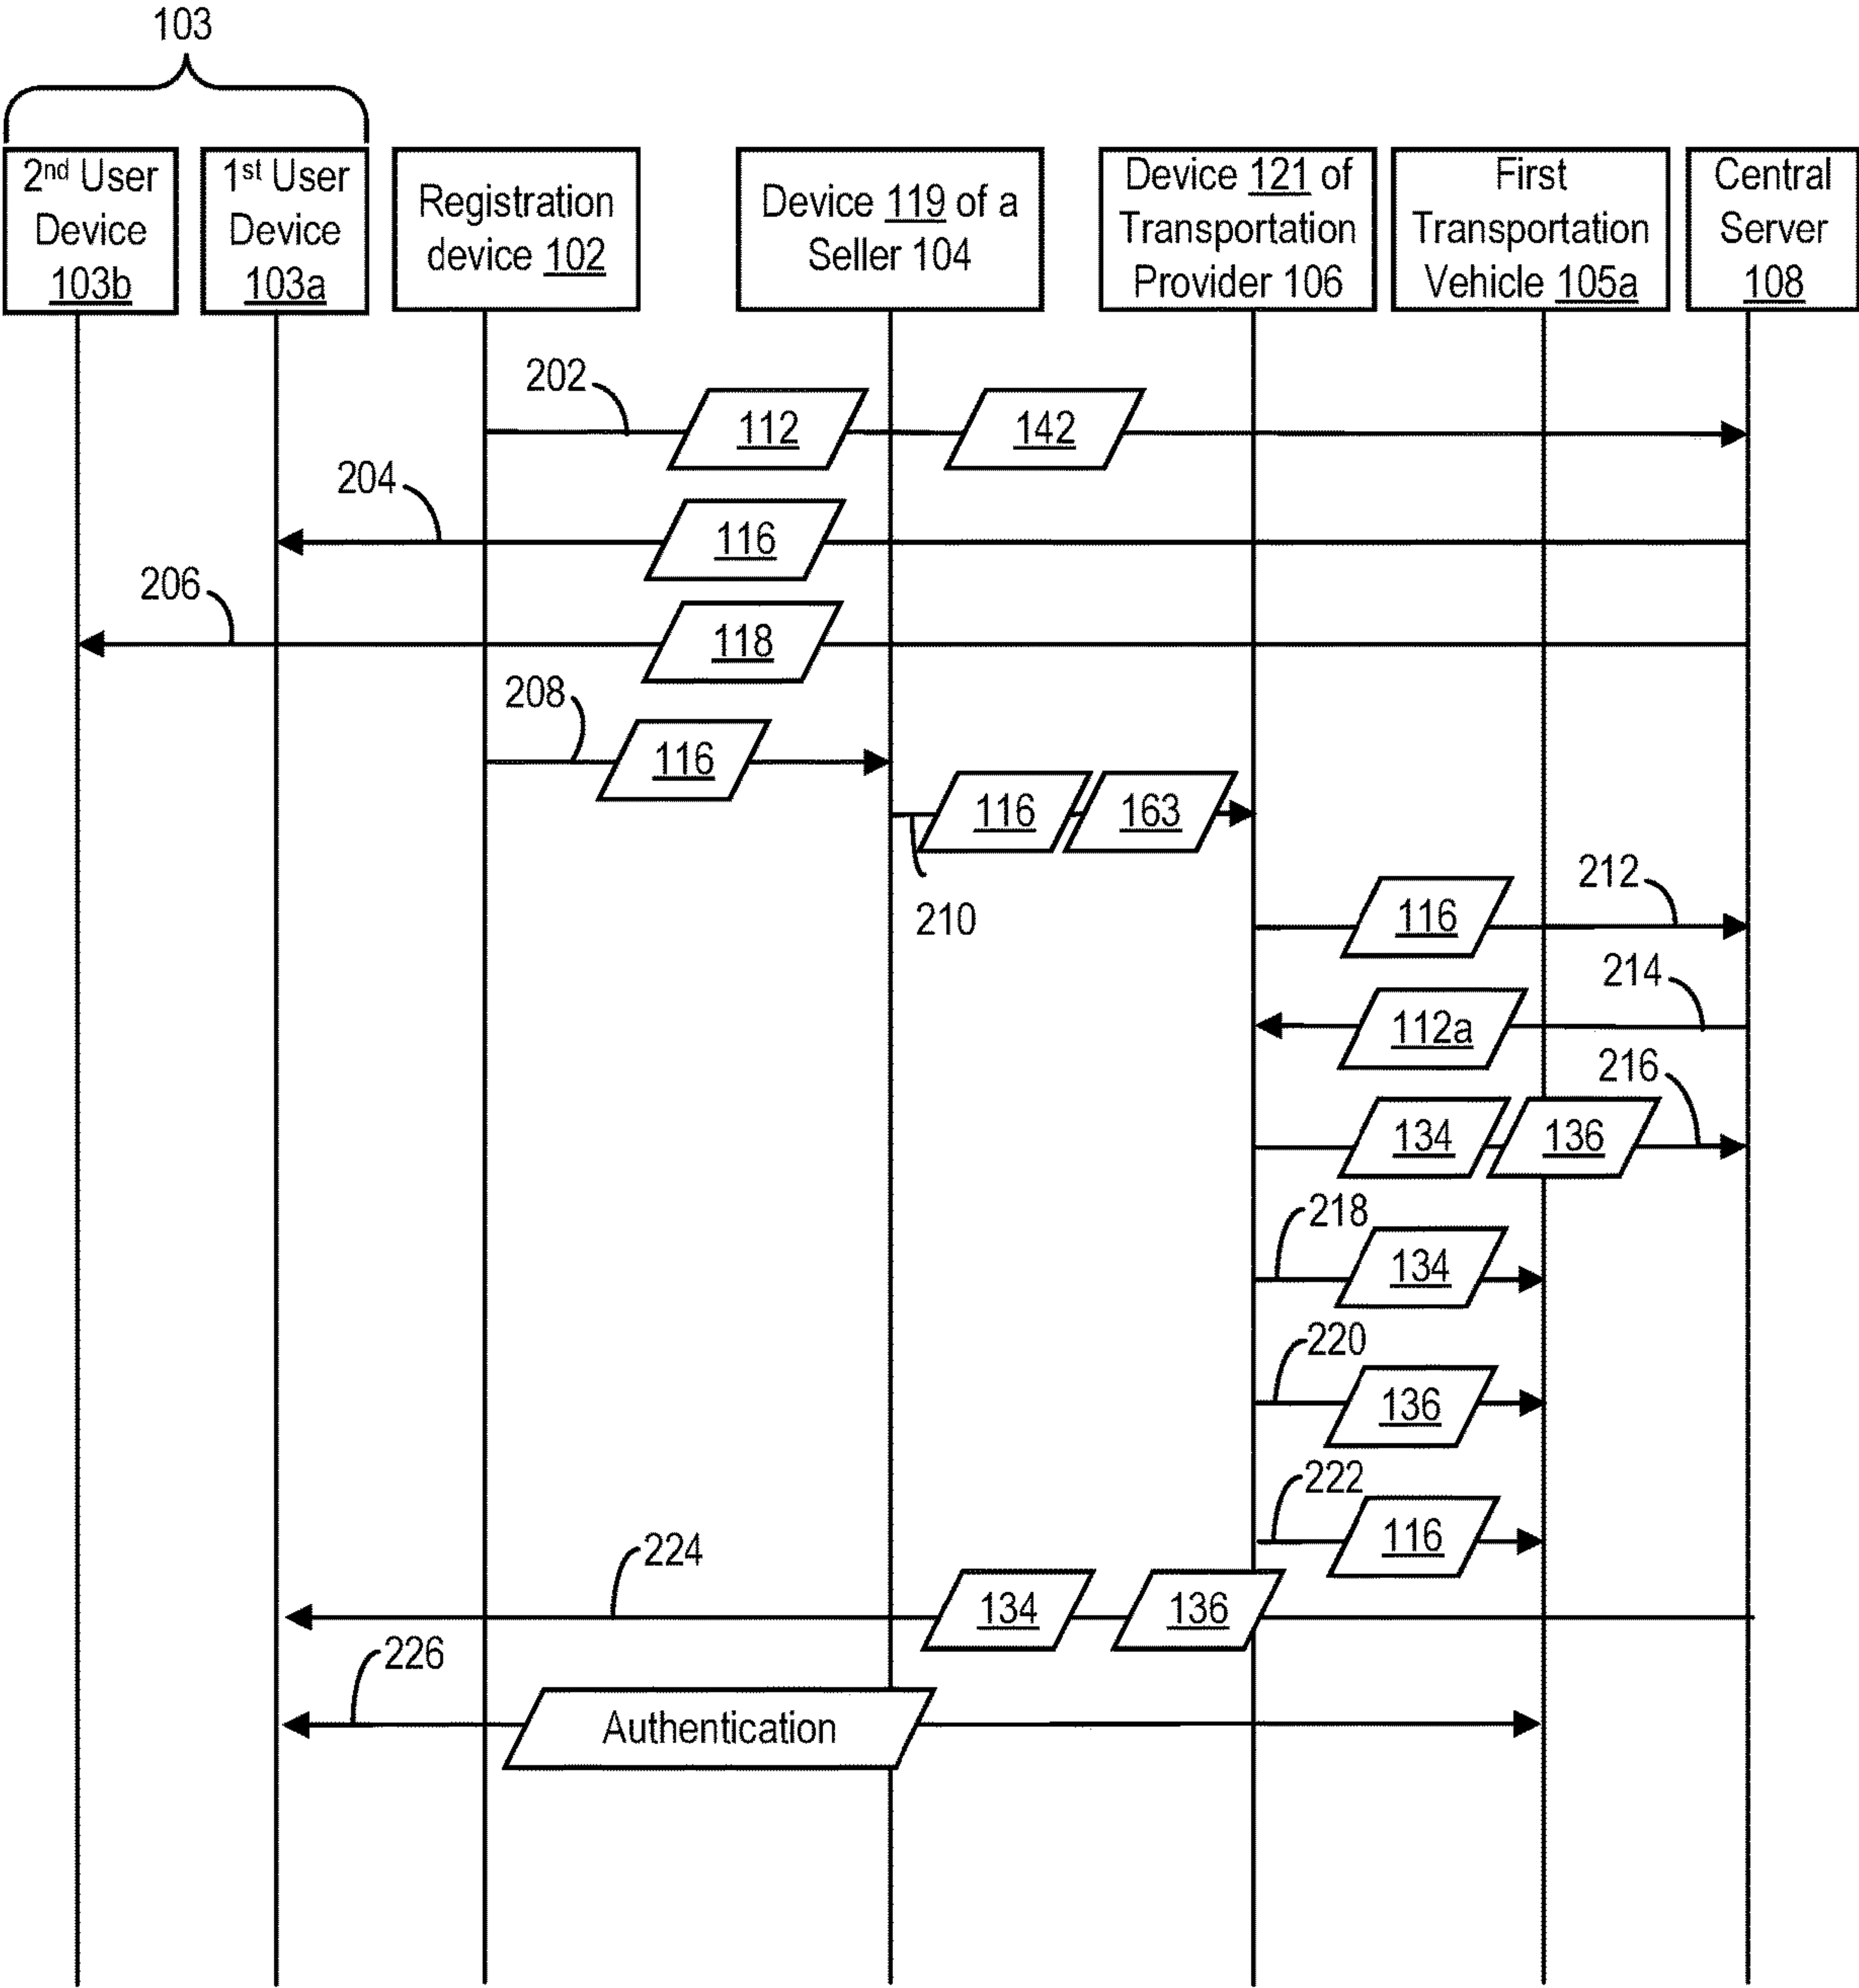 103
2nd User
Device
103b
1st User
Device
103a
Registration
device 102
Device 119 of a
Seller 104
Device 121 of
Transportation
Provider 106
First
Transportation
Vehicle 105a
Central
Server
108
202
112
142
204
116
206
118
208
116
116
163
210
116
212
214
112a
216
134
136
218
134
220
136
222
116
224
134
136
226
Authentication